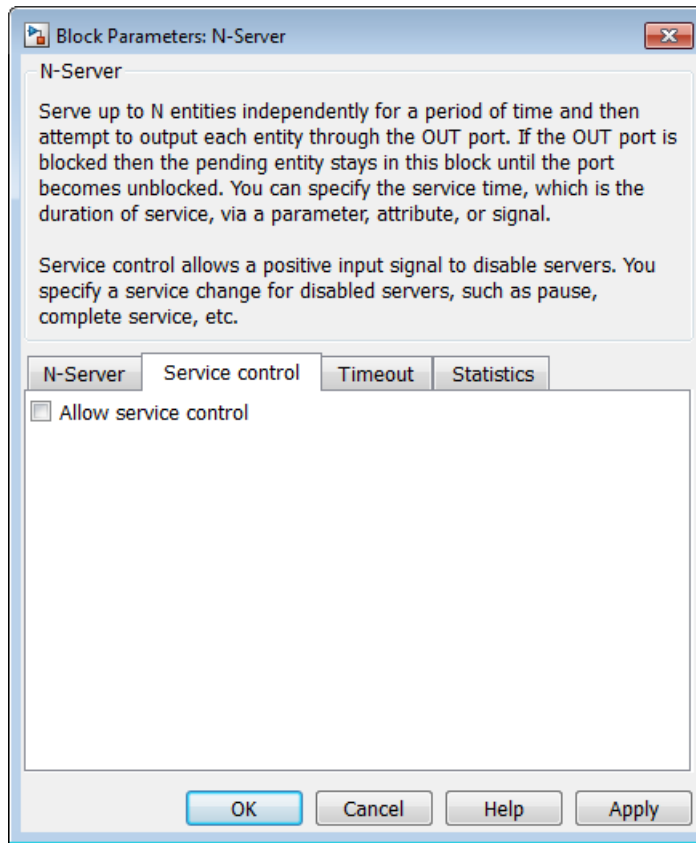 Block Parameters: N-Server
N-Server
Serve up to N entities independently for a period of time and then
attempt to output each entity through the OUT port. If the OUT port is
blocked then the pending entity stays in this block until the port
becomes unblocked. You can specify the service time, which is the
duration of service, via a parameter, attribute, or signal.
Service control allows a positive input signal to disable servers. You
specify a service change for disabled servers, such as pause,
complete service, etc.
N-Server Service control Timeout Statistics
Allow service control
OK Cancel Help Apply